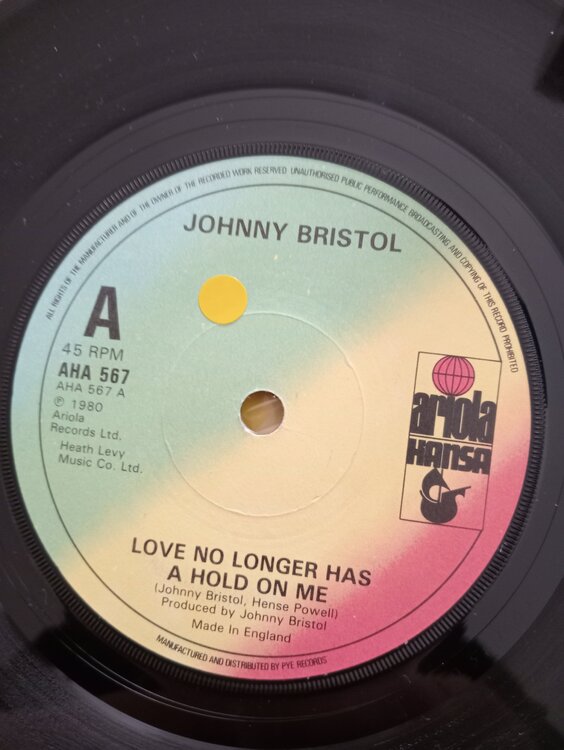 ALL RIGHTS OF THE MANUFACTURER AND OF THE OWNER OF THE RECORDED WORK RESERVED UNAUTHORISED PUBLIC PERFORMANCE BROADCASTING AND COPYING OF THIS RECORD PROHIBITED
JOHNNY BRISTOL
A
45 RPM
AHA 567
AHA 567 A
℗ 1980
Ariola
Records Ltd.
Heath Levy
Music Co. Ltd.
ariola
HANSA
LOVE NO LONGER HAS
A HOLD ON ME
(Johnny Bristol, Hense Powell)
Produced by Johnny Bristol
Made In England
MANUFACTURED AND DISTRIBUTED BY PYE RECORDS